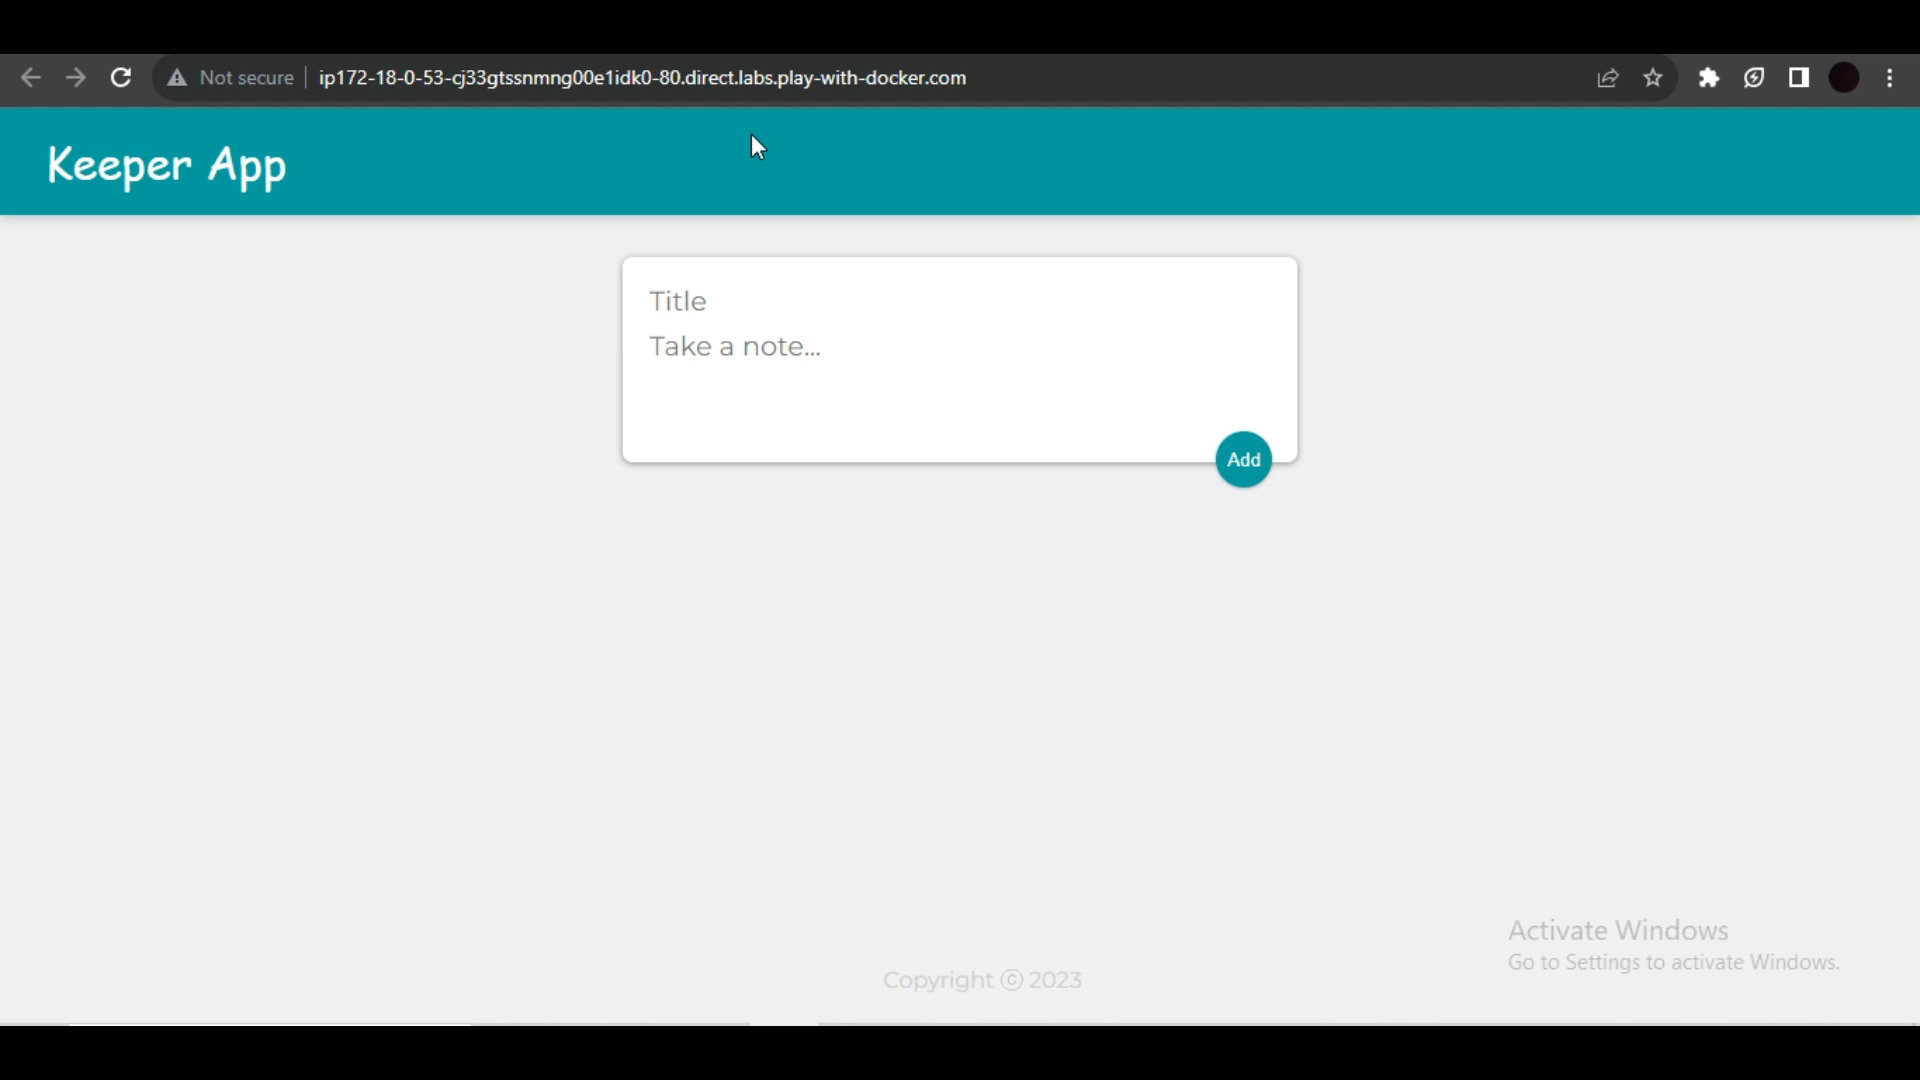 Not secure
ip172-18-0-53-cj33gtssnmng00e1idk0-80.direct.labs.play-with-docker.com
Keeper App
Title
Take a note...
Add
Activate Windows
Go to Settings to activate Windows.
Copyright © 2023